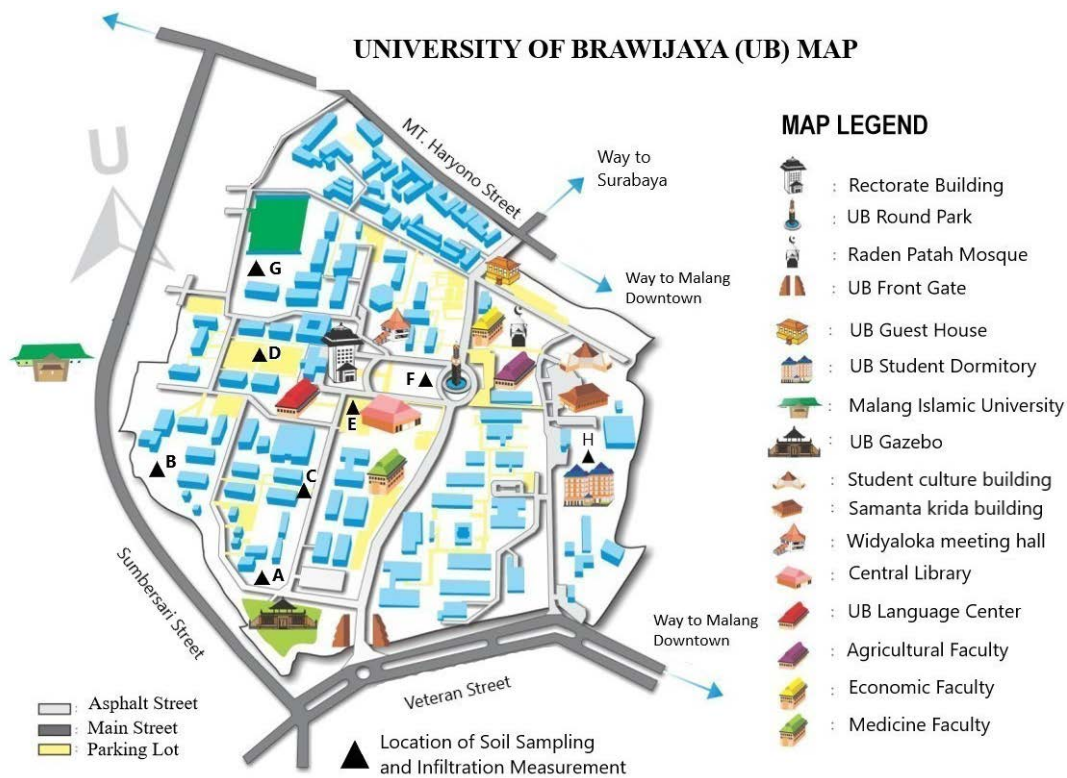 UNIVERSITY OF BRAWIJAYA (UB) MAP
U
MT. Haryono Street
Way to
Surabaya
Way to Malang
Downtown
G
D
F
E
B
C
H
A
Sumbersari Street
Way to Malang
Downtown
Veteran Street
MAP LEGEND
: Rectorate Building
: UB Round Park
: Raden Patah Mosque
: UB Front Gate
: UB Guest House
: UB Student Dormitory
: Malang Islamic University
: UB Gazebo
: Student culture building
: Samanta krida building
: Widyaloka meeting hall
: Central Library
: UB Language Center
: Agricultural Faculty
: Economic Faculty
: Medicine Faculty
: Asphalt Street
: Main Street
: Parking Lot
Location of Soil Sampling
and Infiltration Measurement